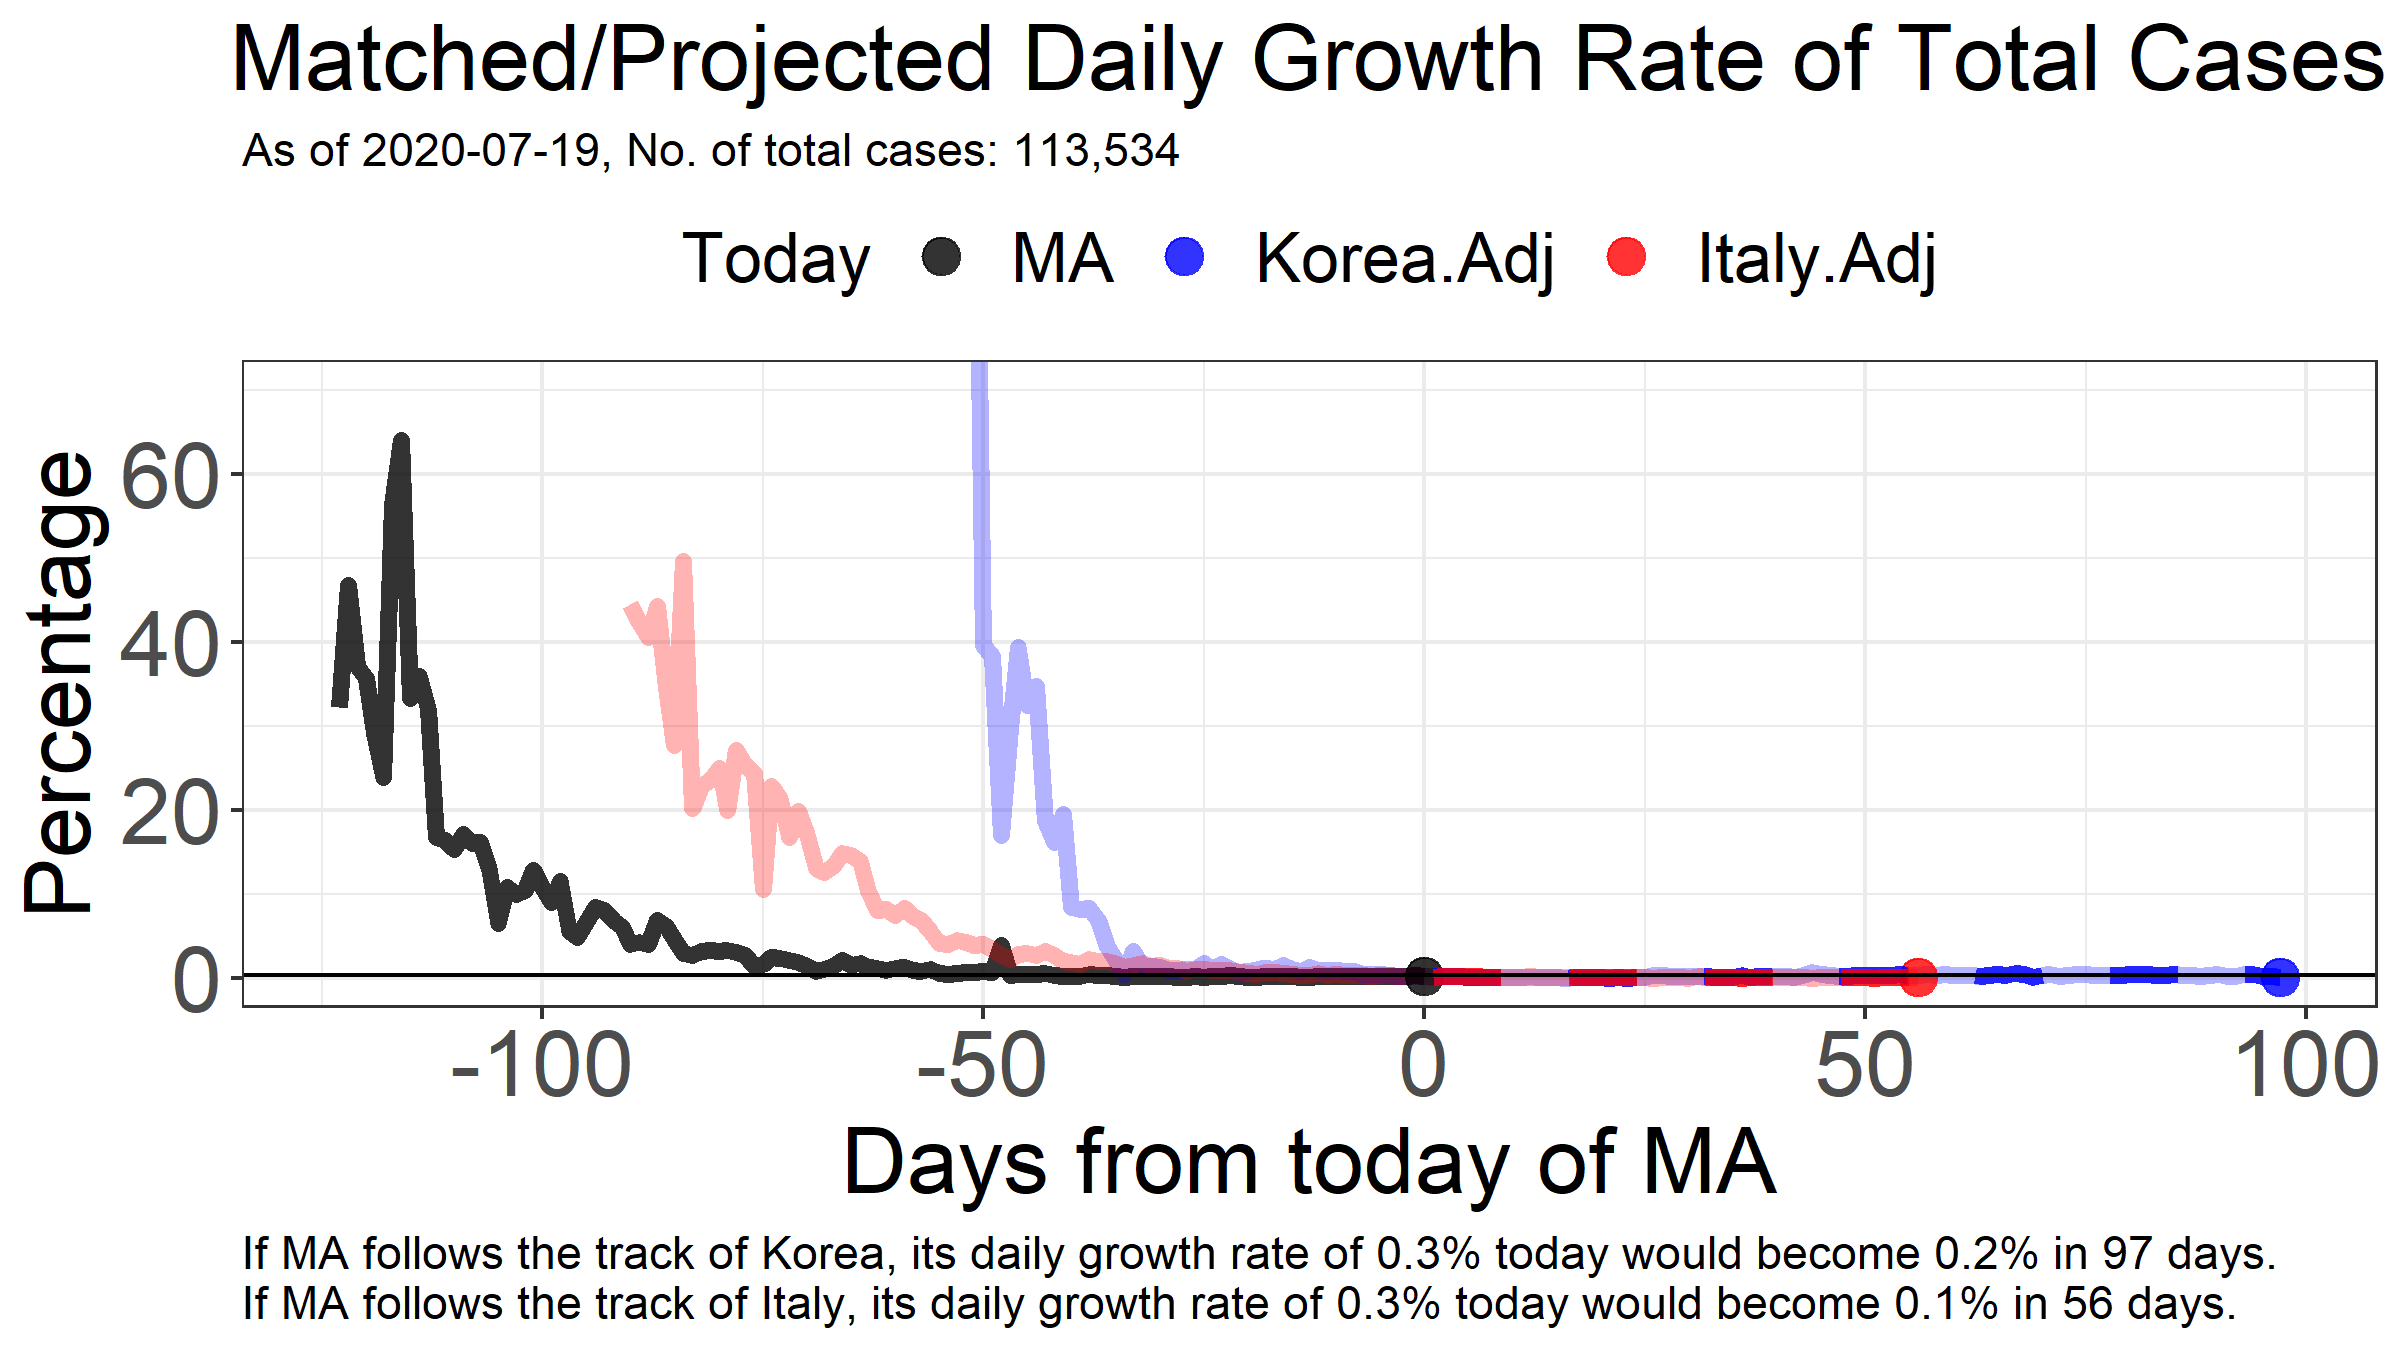 Matched/Projected Daily Growth Rate of Total Cases
As of 2020-07-19, No. of total cases: 113,534
Today MA Korea.Adj Italy.Adj
Percentage
60
40
20
0
-100 -50 0 50 100
Days from today of MA
If MA follows the track of Korea, its daily growth rate of 0.3% today would become 0.2% in 97 days.
If MA follows the track of Italy, its daily growth rate of 0.3% today would become 0.1% in 56 days.